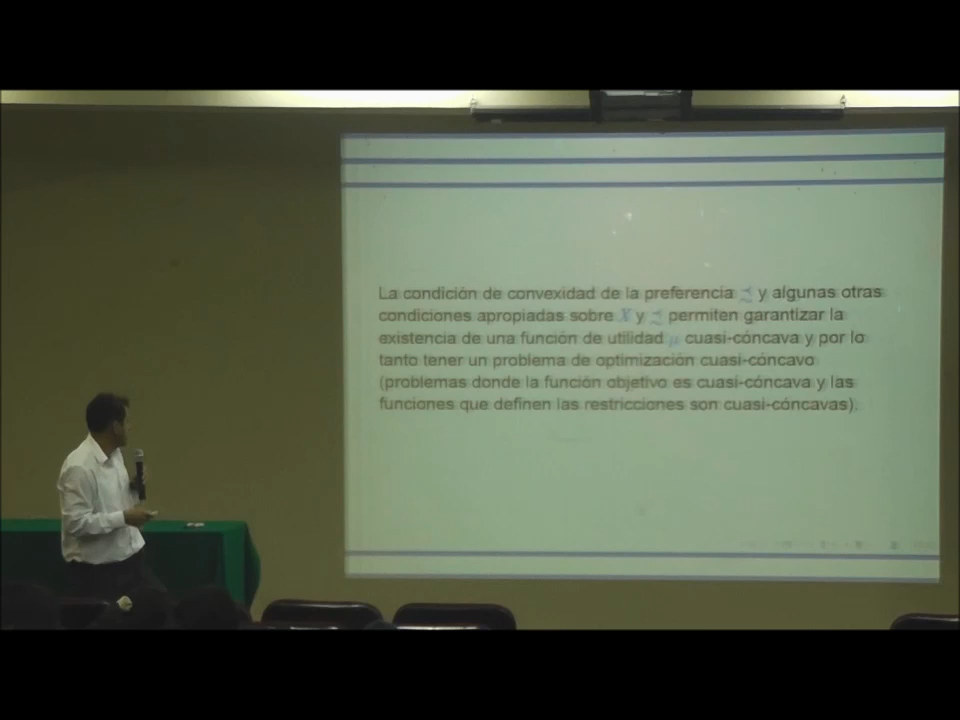 La condición de convexidad de la preferencia ≾ y algunas otras
condiciones apropiadas sobre X y ≾ permiten garantizar la
existencia de una función de utilidad μ cuasi-cóncava y por lo
tanto tener un problema de optimización cuasi-cóncavo
(problemas donde la función objetivo es cuasi-cóncava y las
funciones que definen las restricciones son cuasi-cóncavas).